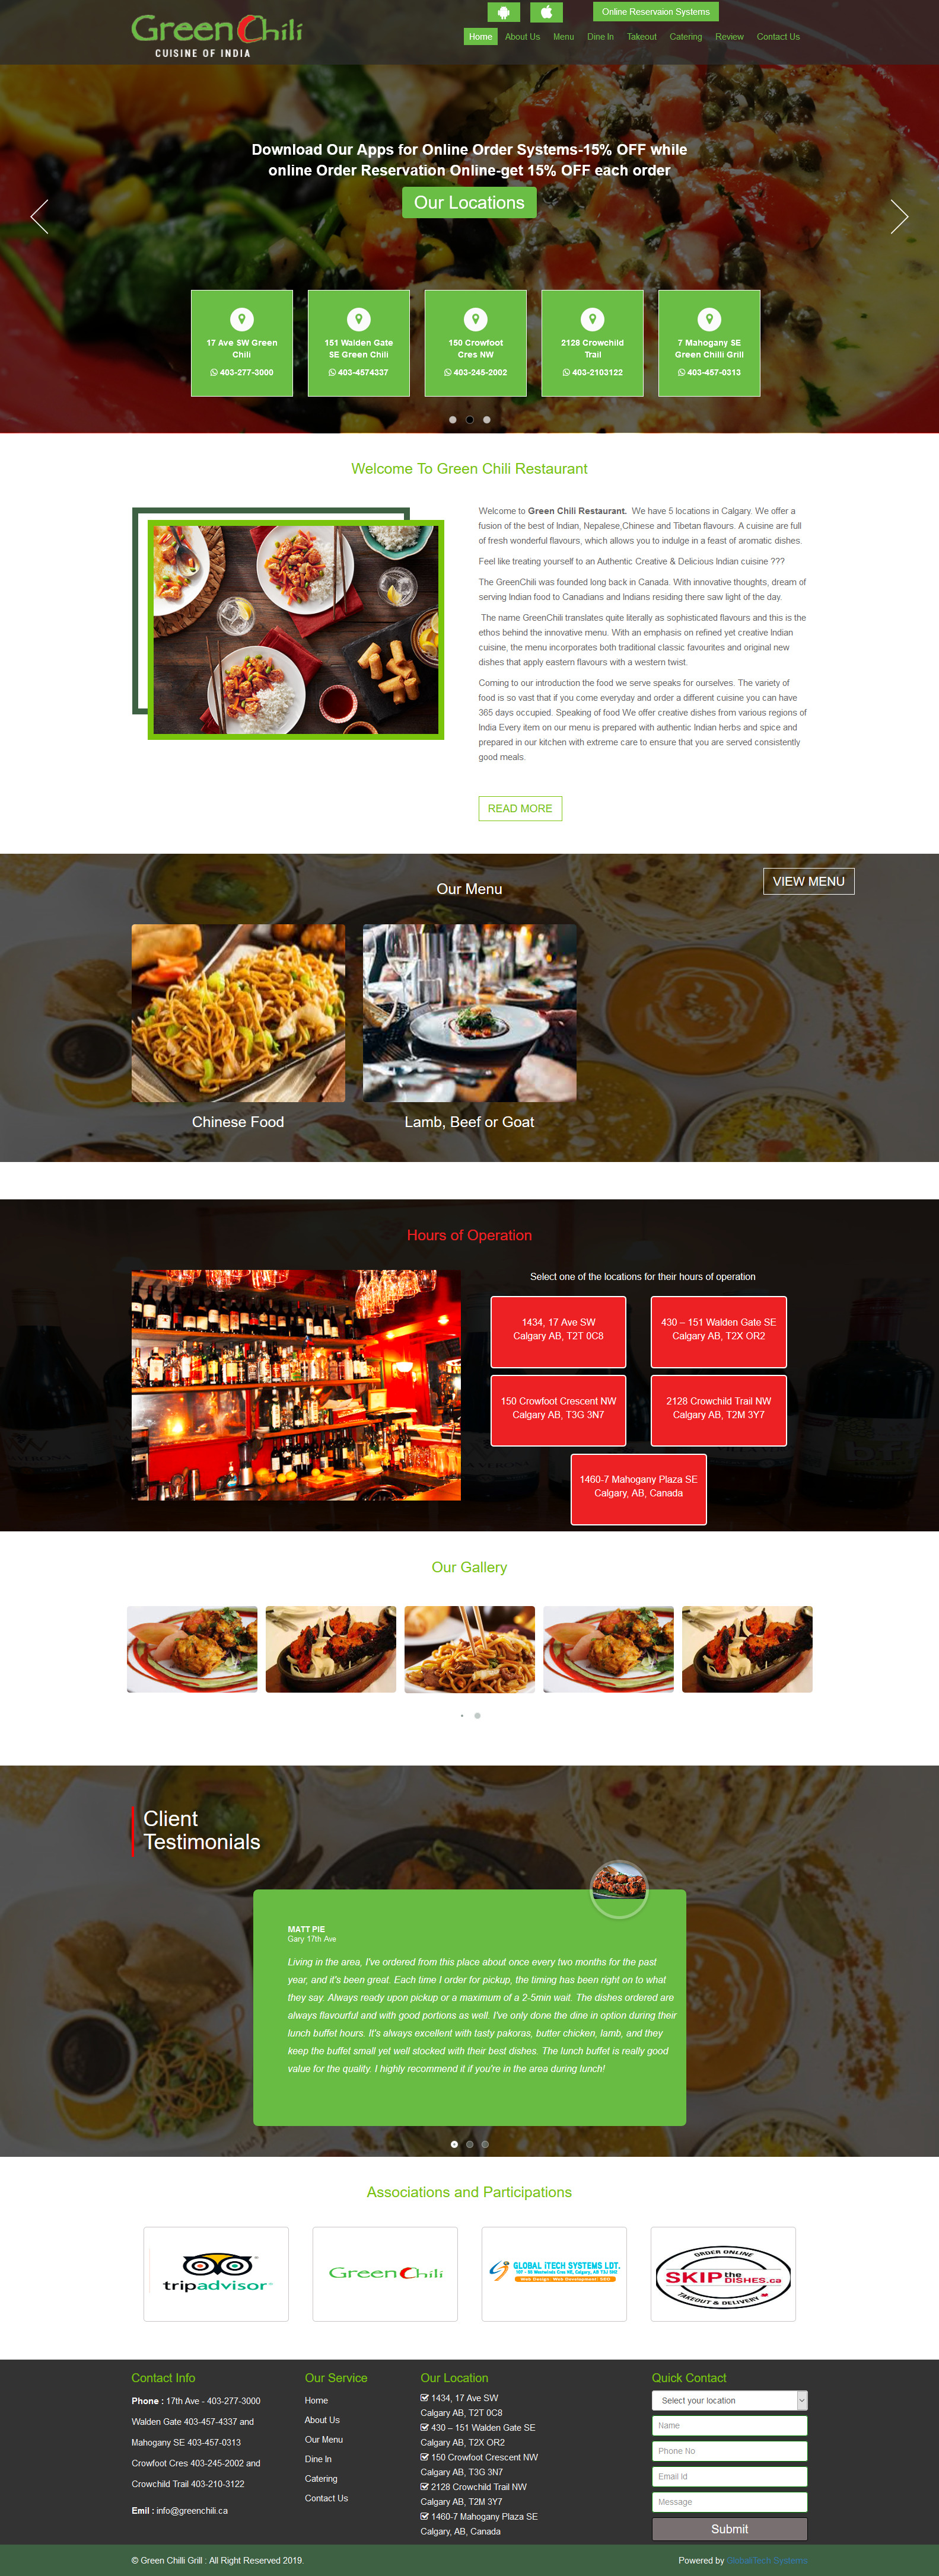 GreenChili
CUISINE OF INDIA
Online Reservaion Systems
Home About Us Menu Dine In Takeout Catering Review Contact Us
Download Our Apps for Online Order Systems-15% OFF while
online Order Reservation Online-get 15% OFF each order
Our Locations
17 Ave SW Green
Chili
403-277-3000
151 Walden Gate
SE Green Chili
403-4574337
150 Crowfoot
Cres NW
403-245-2002
2128 Crowchild
Trail
403-2103122
7 Mahogany SE
Green Chilli Grill
403-457-0313
Welcome To Green Chili Restaurant
Welcome to Green Chili Restaurant. We have 5 locations in Calgary. We offer a
fusion of the best of Indian, Nepalese,Chinese and Tibetan flavours. A cuisine are full
of fresh wonderful flavours, which allows you to indulge in a feast of aromatic dishes.
Feel like treating yourself to an Authentic Creative & Delicious Indian cuisine ???
The GreenChili was founded long back in Canada. With innovative thoughts, dream of
serving Indian food to Canadians and Indians residing there saw light of the day.
The name GreenChili translates quite literally as sophisticated flavours and this is the
ethos behind the innovative menu. With an emphasis on refined yet creative Indian
cuisine, the menu incorporates both traditional classic favourites and original new
dishes that apply eastern flavours with a western twist.
Coming to our introduction the food we serve speaks for ourselves. The variety of
food is so vast that if you come everyday and order a different cuisine you can have
365 days occupied. Speaking of food We offer creative dishes from various regions of
India Every item on our menu is prepared with authentic Indian herbs and spice and
prepared in our kitchen with extreme care to ensure that you are served consistently
good meals.
READ MORE
Our Menu
VIEW MENU
Chinese Food
Lamb, Beef or Goat
Hours of Operation
Select one of the locations for their hours of operation
1434, 17 Ave SW
Calgary AB, T2T 0C8
430 – 151 Walden Gate SE
Calgary AB, T2X OR2
150 Crowfoot Crescent NW
Calgary AB, T3G 3N7
2128 Crowchild Trail NW
Calgary AB, T2M 3Y7
1460-7 Mahogany Plaza SE
Calgary, AB, Canada
Our Gallery
Client
Testimonials
MATT PIE
Gary 17th Ave
Living in the area, I've ordered from this place about once every two months for the past
year, and it's been great. Each time I order for pickup, the timing has been right on to what
they say. Always ready upon pickup or a maximum of a 2-5min wait. The dishes ordered are
always flavourful and with good portions as well. I've only done the dine in option during their
lunch buffet hours. It's always excellent with tasty pakoras, butter chicken, lamb, and they
keep the buffet small yet well stocked with their best dishes. The lunch buffet is really good
value for the quality. I highly recommend it if you're in the area during lunch!
Associations and Participations
tripadvisor
GreenChili
GLOBAL iTECH SYSTEMS LDT.
Web Design Web Development SEO
ORDER ONLINE
SKIP the DISHES.ca
TAKEOUT & DELIVERY
Contact Info
Phone : 17th Ave - 403-277-3000
Walden Gate 403-457-4337 and
Mahogany SE 403-457-0313
Crowfoot Cres 403-245-2002 and
Crowchild Trail 403-210-3122
Emil : info@greenchili.ca
Our Service
Home
About Us
Our Menu
Dine In
Catering
Contact Us
Our Location
1434, 17 Ave SW
Calgary AB, T2T 0C8
430 – 151 Walden Gate SE
Calgary AB, T2X OR2
150 Crowfoot Crescent NW
Calgary AB, T3G 3N7
2128 Crowchild Trail NW
Calgary AB, T2M 3Y7
1460-7 Mahogany Plaza SE
Calgary, AB, Canada
Quick Contact
Select your location
Name
Phone No
Email Id
Message
Submit
© Green Chilli Grill : All Right Reserved 2019.
Powered by GlobaliTech Systems